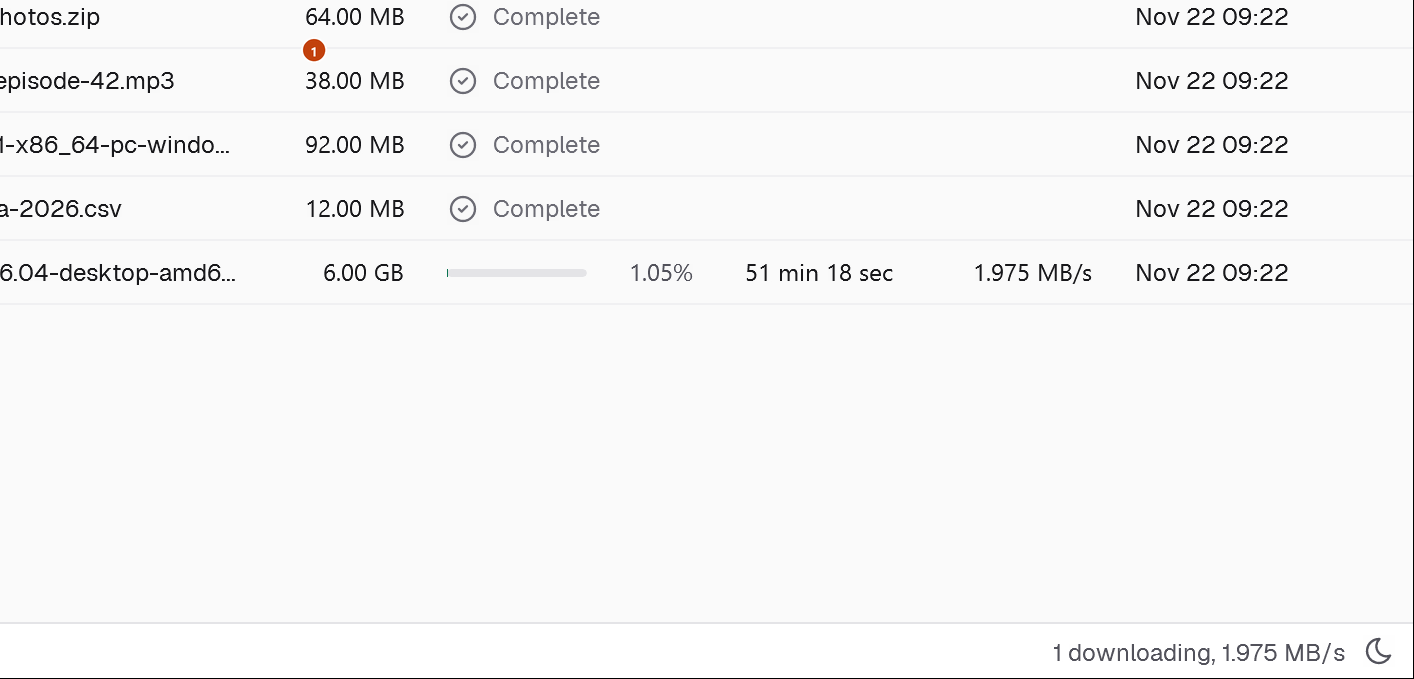 hotos.zip 64.00 MB Complete Nov 22 09:22
1
episode-42.mp3 38.00 MB Complete Nov 22 09:22
1-x86_64-pc-windo... 92.00 MB Complete Nov 22 09:22
a-2026.csv 12.00 MB Complete Nov 22 09:22
6.04-desktop-amd6... 6.00 GB 1.05% 51 min 18 sec 1.975 MB/s Nov 22 09:22
1 downloading, 1.975 MB/s